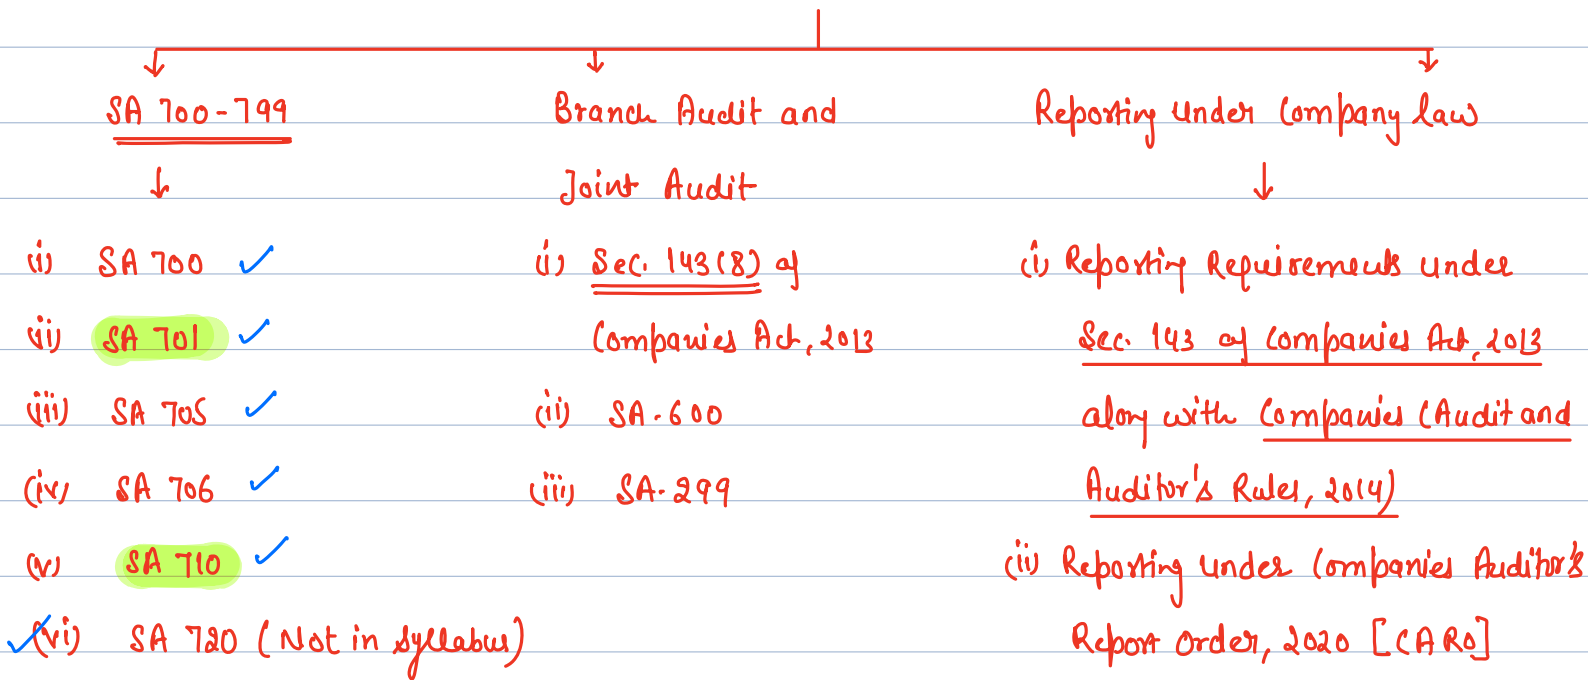 SA 700-799
(i) SA 700
(ii) SA 701
(iii) SA 705
(iv) SA 706
(v) SA 710
(vi) SA 720 (Not in syllabus)
Branch Audit and
Joint Audit
(i) Sec. 143(8) of
Companies Act, 2013
(ii) SA-600
(iii) SA-299
Reporting Under Company law
(i) Reporting Requirements under
Sec. 143 of Companies Act, 2013
along with Companies (Audit and
Auditor's Rules, 2014)
(ii) Reporting under Companies Auditor's
Report Order, 2020 [CARO]